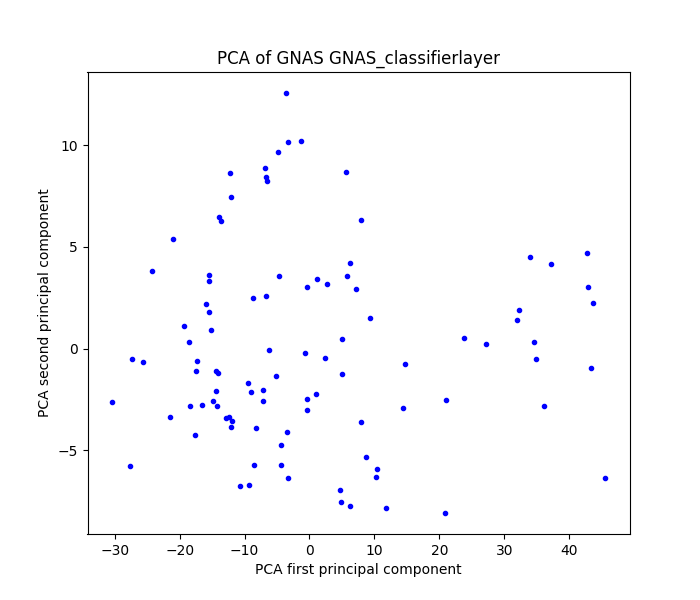 PCA of GNAS GNAS_classifierlayer
10
5
0
−5
PCA second principal component
−30 −20 −10 0 10 20 30 40
PCA first principal component